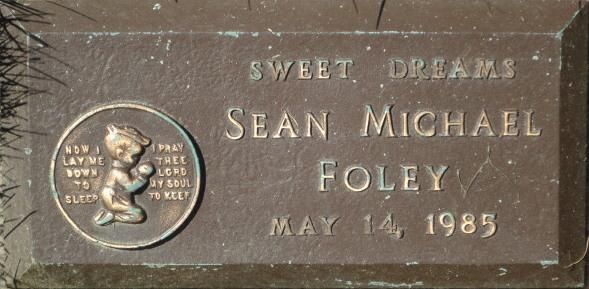 SWEET DREAMS
SEAN MICHAEL
FOLEY
MAY 14, 1985
NOW I
LAY ME
DOWN
TO
SLEEP
I PRAY
THEE
LORD
MY SOUL
TO KEEP